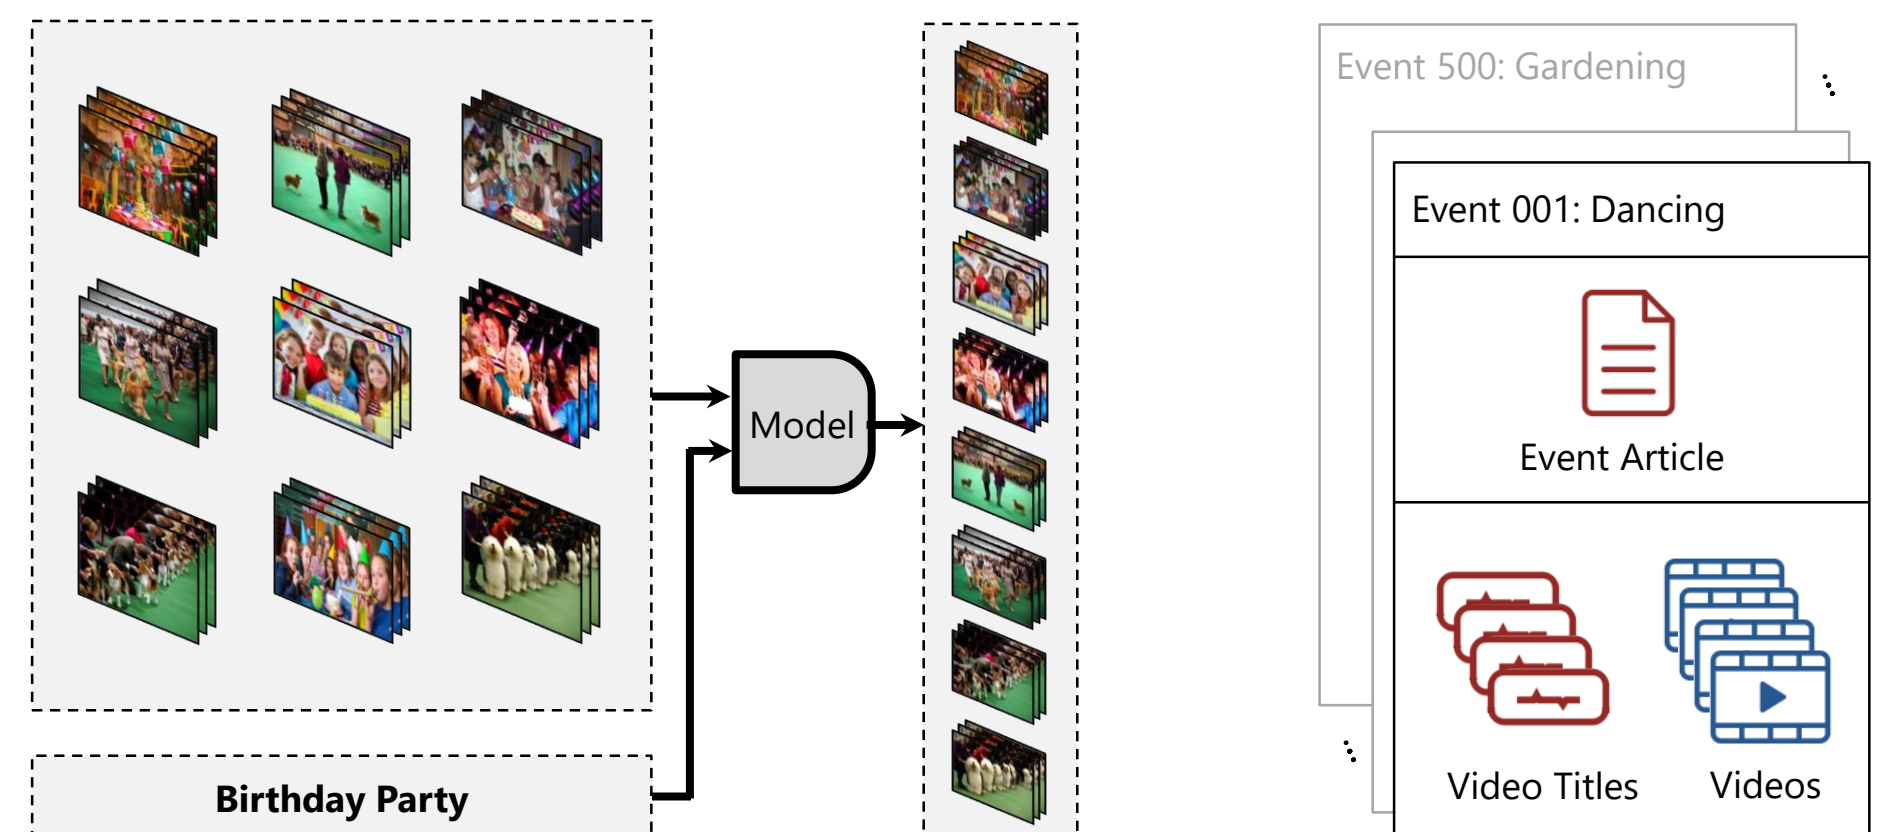 Birthday Party
Model
Event 500: Gardening
Event 001: Dancing
Event Article
Video Titles
Videos